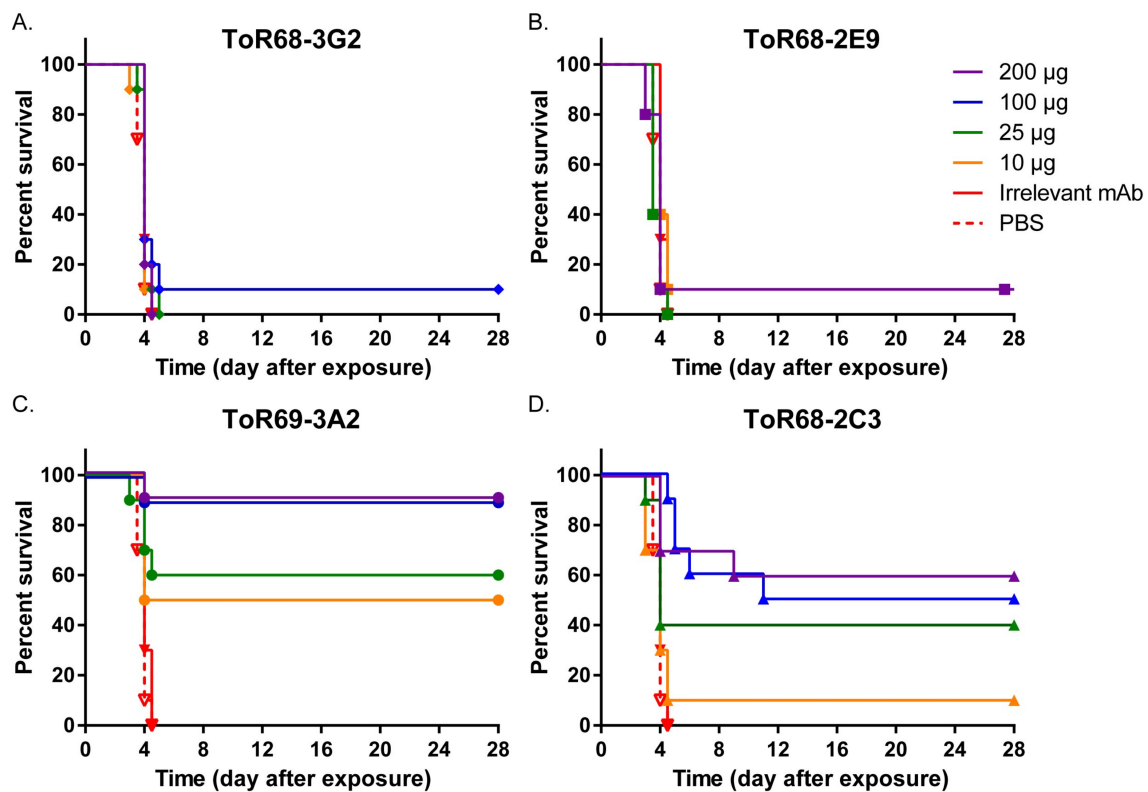 A.
ToR68-3G2
Percent survival
100
80
60
40
20
0
0 4 8 12 16 20 24 28
Time (day after exposure)
B.
ToR68-2E9
Percent survival
100
80
60
40
20
0
0 4 8 12 16 20 24 28
Time (day after exposure)
200 µg
100 µg
25 µg
10 µg
Irrelevant mAb
PBS
C.
ToR69-3A2
Percent survival
100
80
60
40
20
0
0 4 8 12 16 20 24 28
Time (day after exposure)
D.
ToR68-2C3
Percent survival
100
80
60
40
20
0
0 4 8 12 16 20 24 28
Time (day after exposure)